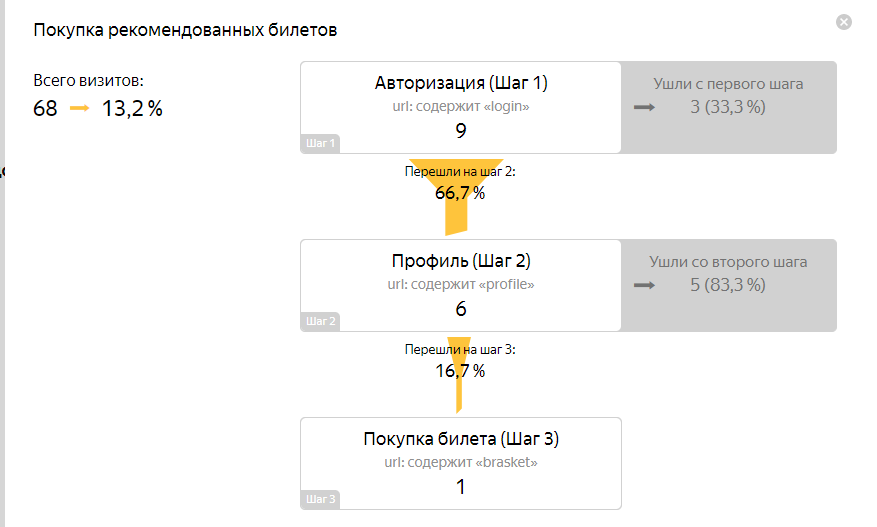 Покупка рекомендованных билетов
Всего визитов:
68 13,2 %
Авторизация (Шаг 1)
url: содержит «login»
9
Шаг 1
Ушли с первого шага
3 (33,3 %)
Перешли на шаг 2:
66,7 %
Профиль (Шаг 2)
url: содержит «profile»
6
Шаг 2
Ушли со второго шага
5 (83,3 %)
Перешли на шаг 3:
16,7 %
Покупка билета (Шаг 3)
url: содержит «brasket»
1
Шаг 3